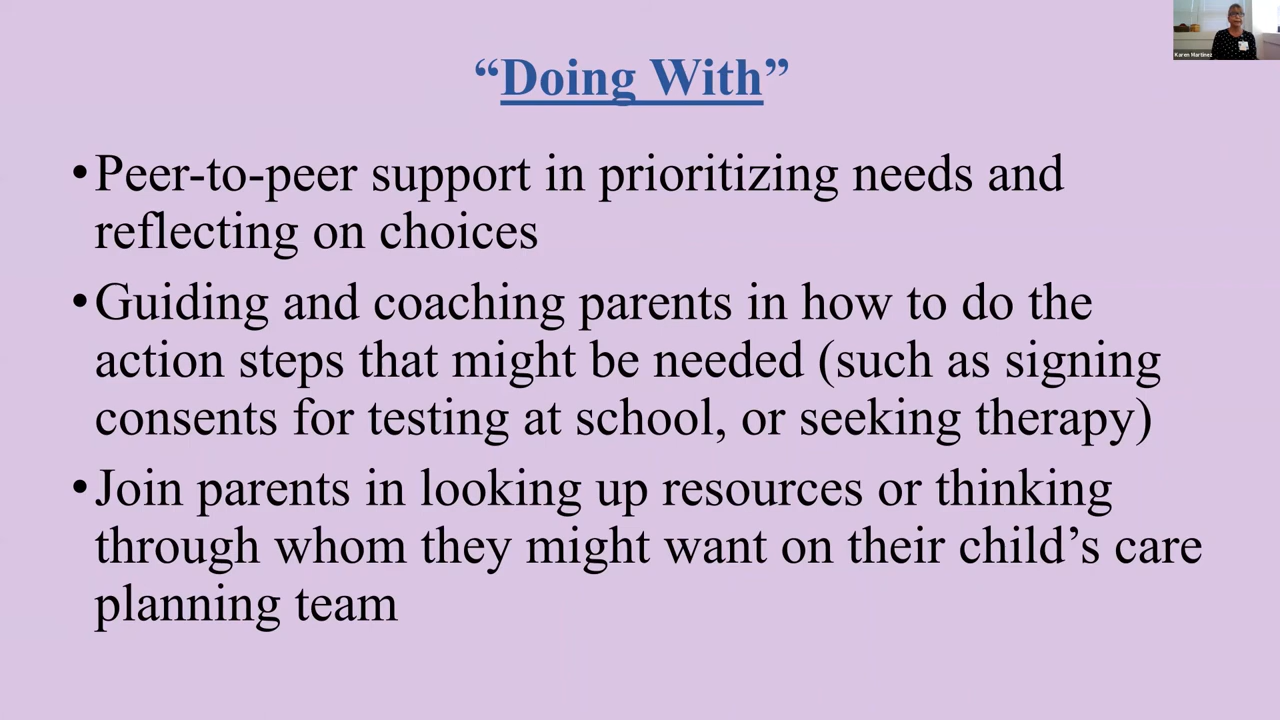 “Doing With”
•Peer-to-peer support in prioritizing needs and
reflecting on choices
•Guiding and coaching parents in how to do the
action steps that might be needed (such as signing
consents for testing at school, or seeking therapy)
•Join parents in looking up resources or thinking
through whom they might want on their child’s care
planning team
Karen Martinez